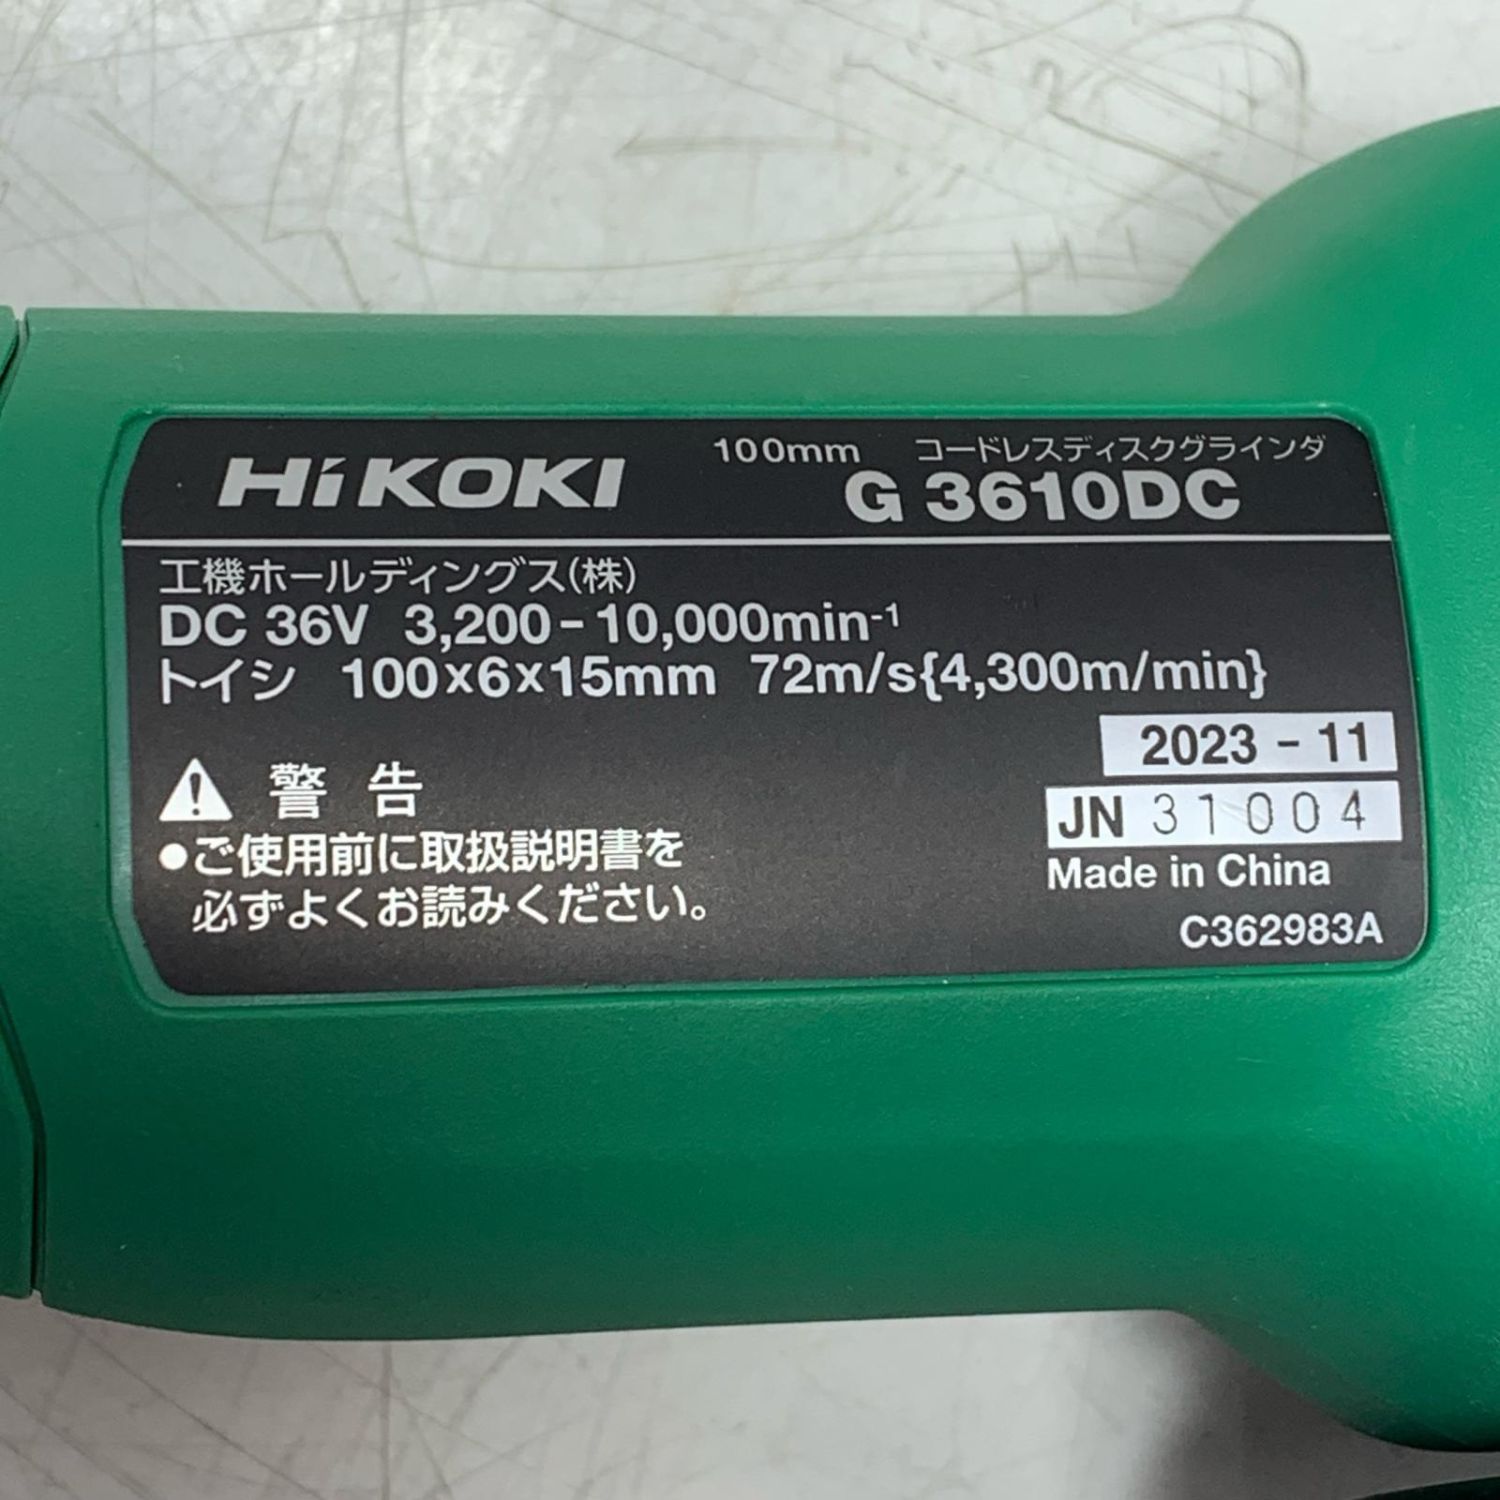 100mm コードレスディスクグラインダ
HiKOKI G 3610DC
工機ホールディングス(株)
DC 36V 3,200-10,000min-1
トイシ 100×6×15mm 72m/s{4,300m/min}
2023 - 11
JN 31004
Made in China
C362983A
警告
●ご使用前に取扱説明書を
必ずよくお読みください。